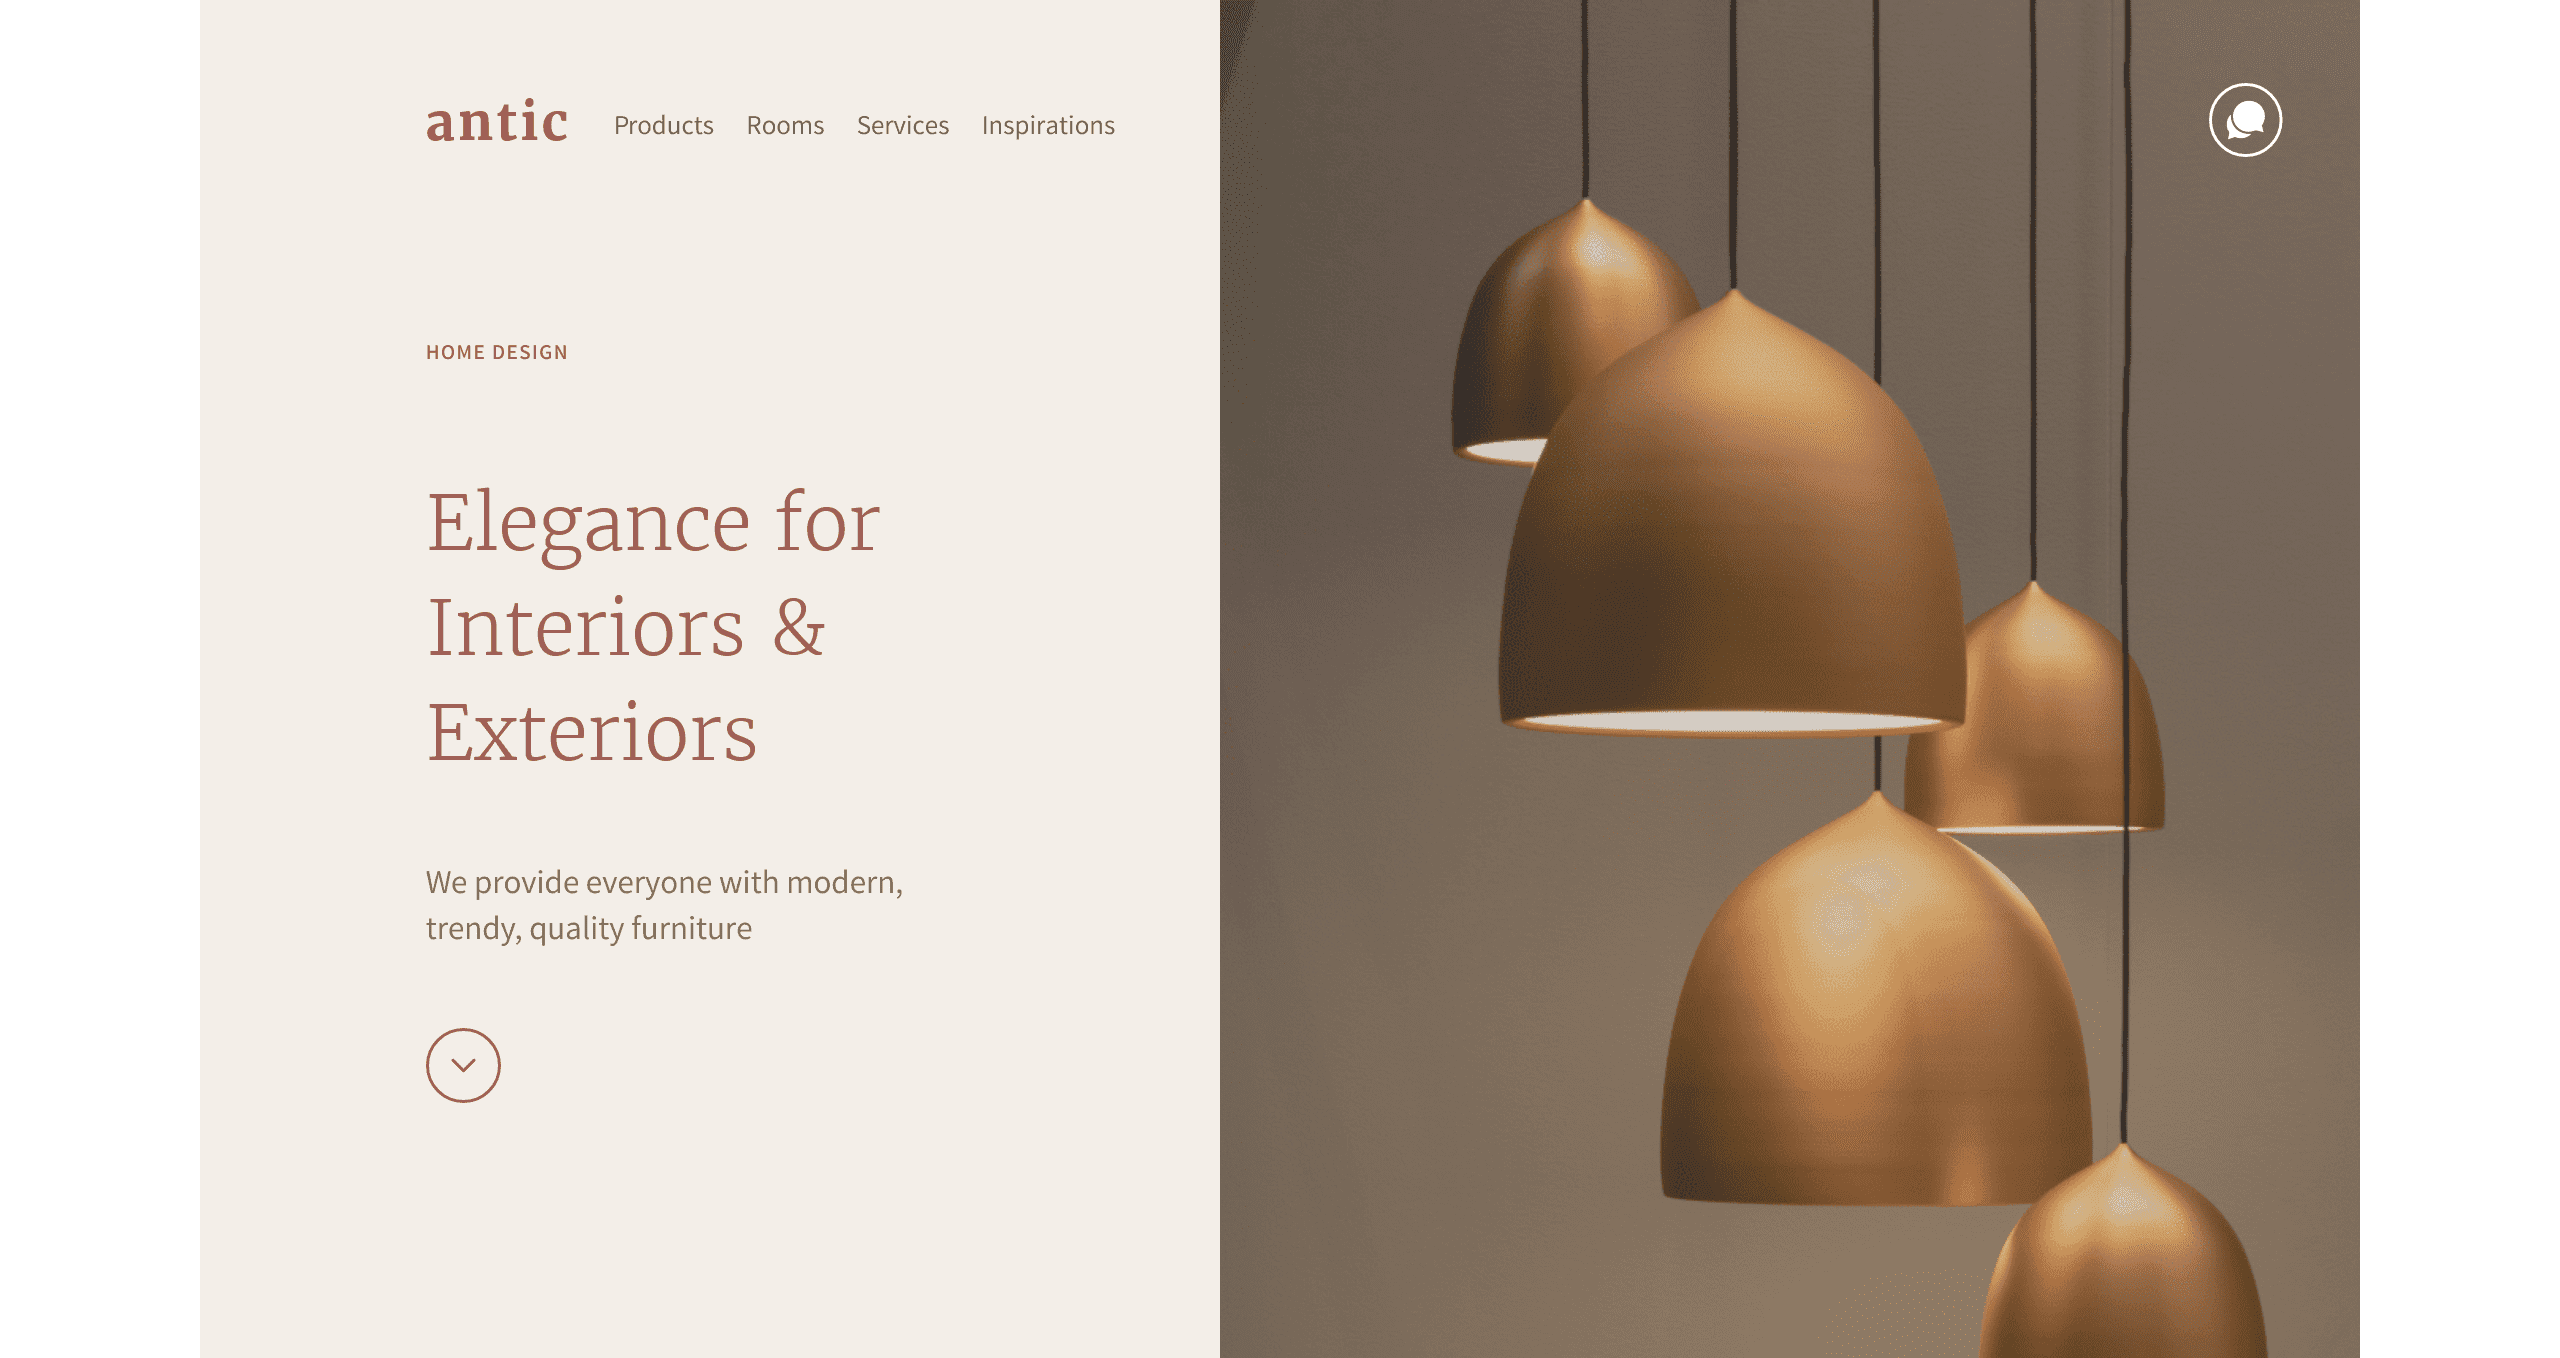 antic
Products Rooms Services Inspirations
HOME DESIGN
Elegance for
Interiors &
Exteriors
We provide everyone with modern,
trendy, quality furniture